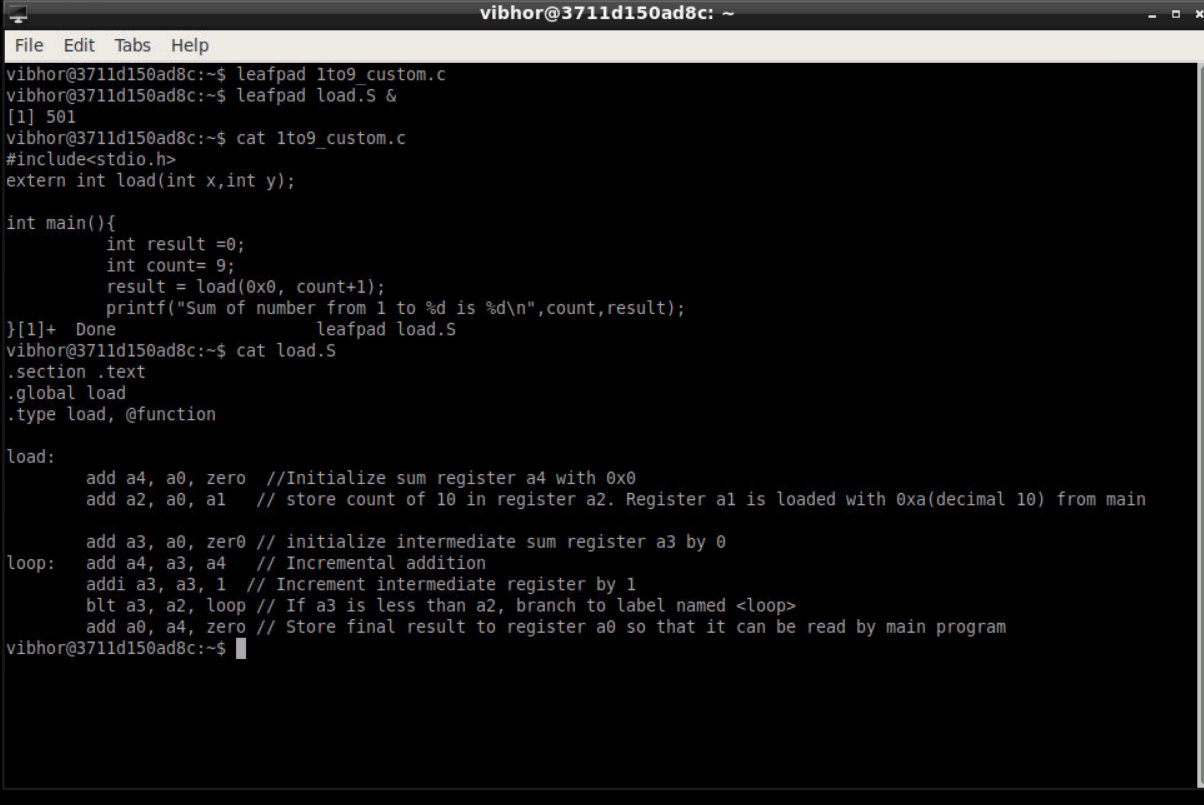 vibhor@3711d150ad8c: ~
File Edit Tabs Help
vibhor@3711d150ad8c:~$ leafpad 1to9_custom.c
vibhor@3711d150ad8c:~$ leafpad load.S &
[1] 501
vibhor@3711d150ad8c:~$ cat 1to9_custom.c
#include<stdio.h>
extern int load(int x,int y);
int main(){
int result =0;
int count= 9;
result = load(0x0, count+1);
printf("Sum of number from 1 to %d is %d\n",count,result);
}[1]+  Done                    leafpad load.S
vibhor@3711d150ad8c:~$ cat load.S
.section .text
.global load
.type load, @function
load:
add a4, a0, zero  //Initialize sum register a4 with 0x0
add a2, a0, a1   // store count of 10 in register a2. Register a1 is loaded with 0xa(decimal 10) from main
add a3, a0, zer0 // initialize intermediate sum register a3 by 0
loop:   add a4, a3, a4   // Incremental addition
addi a3, a3, 1  // Increment intermediate register by 1
blt a3, a2, loop // If a3 is less than a2, branch to label named <loop>
add a0, a4, zero // Store final result to register a0 so that it can be read by main program
vibhor@3711d150ad8c:~$